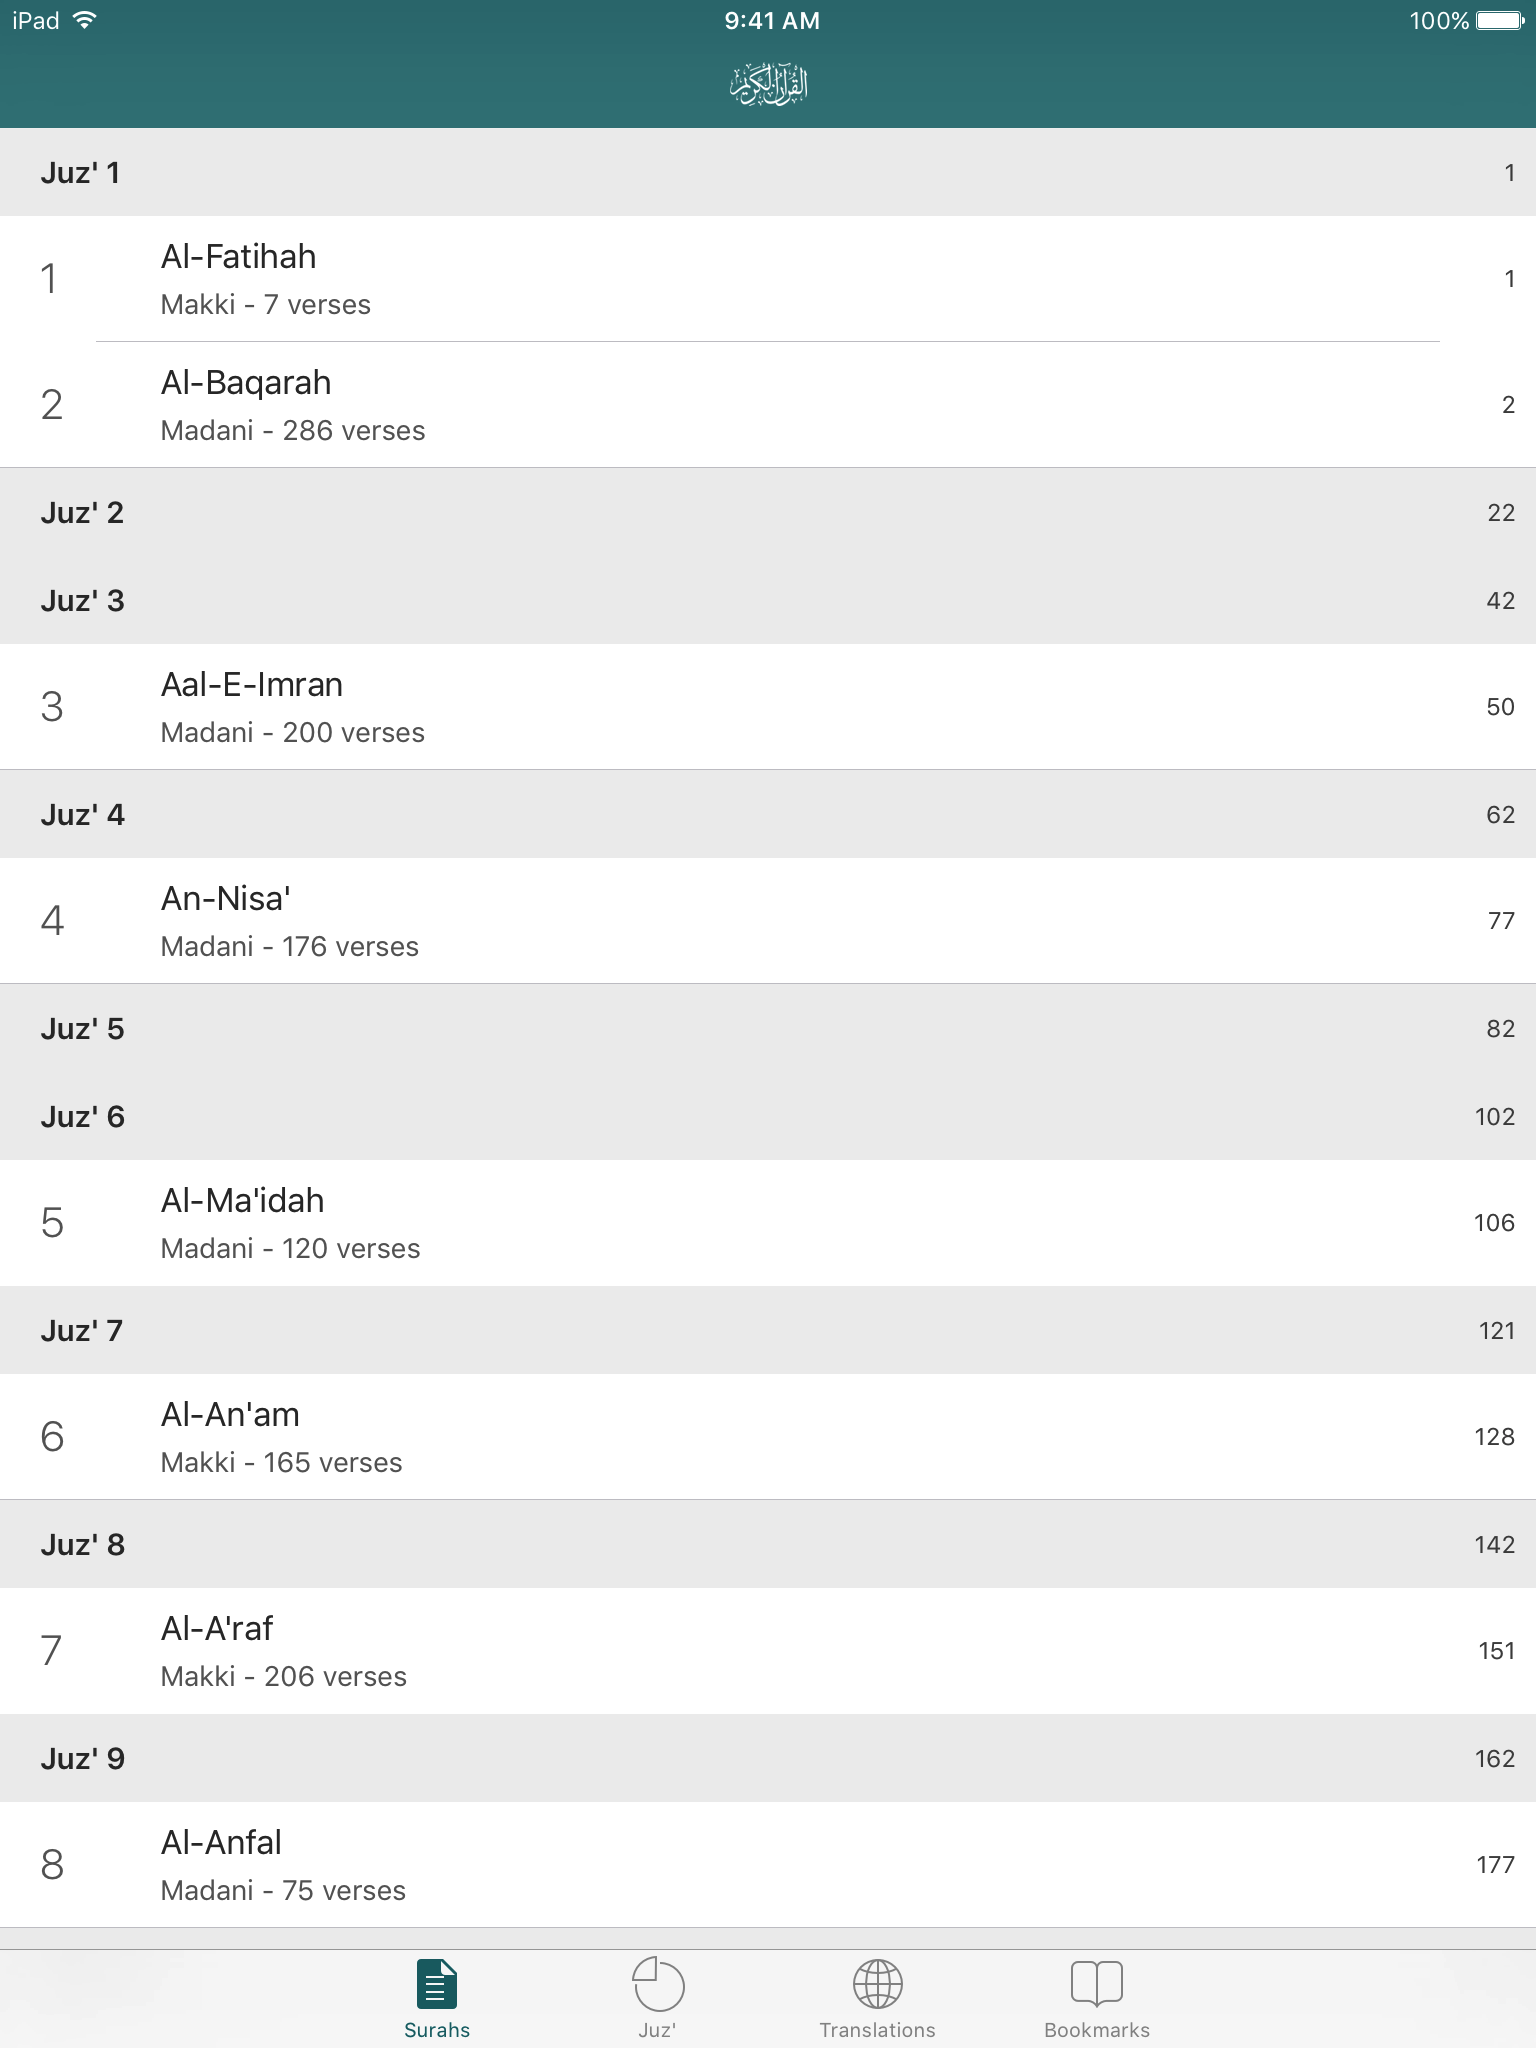 iPad 9:41 AM 100%
القرآن الكريم
Juz' 1 1
1 Al-Fatihah 1
Makki - 7 verses
2 Al-Baqarah 2
Madani - 286 verses
Juz' 2 22
Juz' 3 42
3 Aal-E-Imran 50
Madani - 200 verses
Juz' 4 62
4 An-Nisa' 77
Madani - 176 verses
Juz' 5 82
Juz' 6 102
5 Al-Ma'idah 106
Madani - 120 verses
Juz' 7 121
6 Al-An'am 128
Makki - 165 verses
Juz' 8 142
7 Al-A'raf 151
Makki - 206 verses
Juz' 9 162
8 Al-Anfal 177
Madani - 75 verses
Surahs Juz' Translations Bookmarks